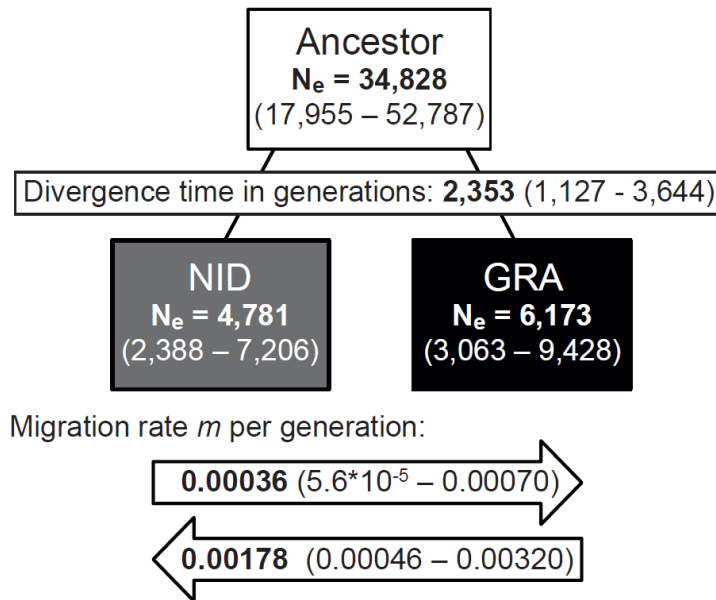 Ancestor
Nₑ = 34,828
(17,955 – 52,787)
Divergence time in generations: 2,353 (1,127 - 3,644)
NID
Nₑ = 4,781
(2,388 – 7,206)
GRA
Nₑ = 6,173
(3,063 – 9,428)
Migration rate m per generation:
0.00036 (5.6*10⁻⁵ – 0.00070)
0.00178 (0.00046 – 0.00320)